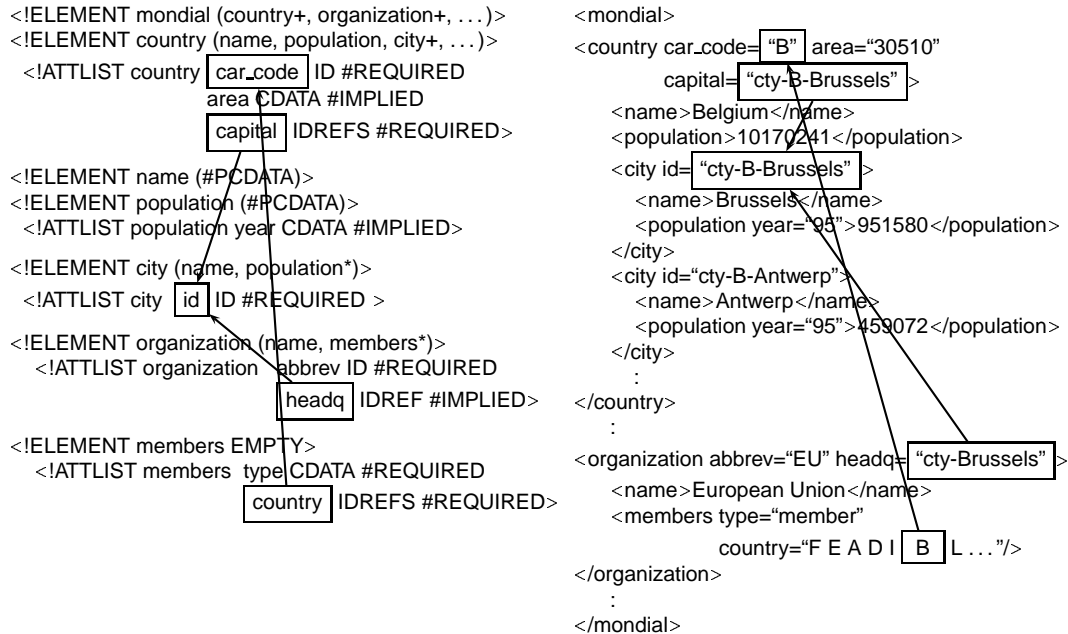 <!ELEMENT mondial (country+, organization+, . . .)>
<!ELEMENT country (name, population, city+, . . .)>
<!ATTLIST country car_code ID #REQUIRED
area CDATA #IMPLIED
capital IDREFS #REQUIRED>
<!ELEMENT name (#PCDATA)>
<!ELEMENT population (#PCDATA)>
<!ATTLIST population year CDATA #IMPLIED>
<!ELEMENT city (name, population*)>
<!ATTLIST city id ID #REQUIRED >
<!ELEMENT organization (name, members*)>
<!ATTLIST organization abbrev ID #REQUIRED
headq IDREF #IMPLIED>
<!ELEMENT members EMPTY>
<!ATTLIST members type CDATA #REQUIRED
country IDREFS #REQUIRED>
<mondial>
<country car_code= “B” area=“30510”
capital= “cty-B-Brussels” >
<name>Belgium</name>
<population>10170241</population>
<city id= “cty-B-Brussels” >
<name>Brussels</name>
<population year=“95”>951580</population>
</city>
<city id=“cty-B-Antwerp”>
<name>Antwerp</name>
<population year=“95”>459072</population>
</city>
:
</country>
:
<organization abbrev=“EU” headq= “cty-Brussels” >
<name>European Union</name>
<members type=“member”
country=“F E A D I B L . . . ”/>
</organization>
:
</mondial>